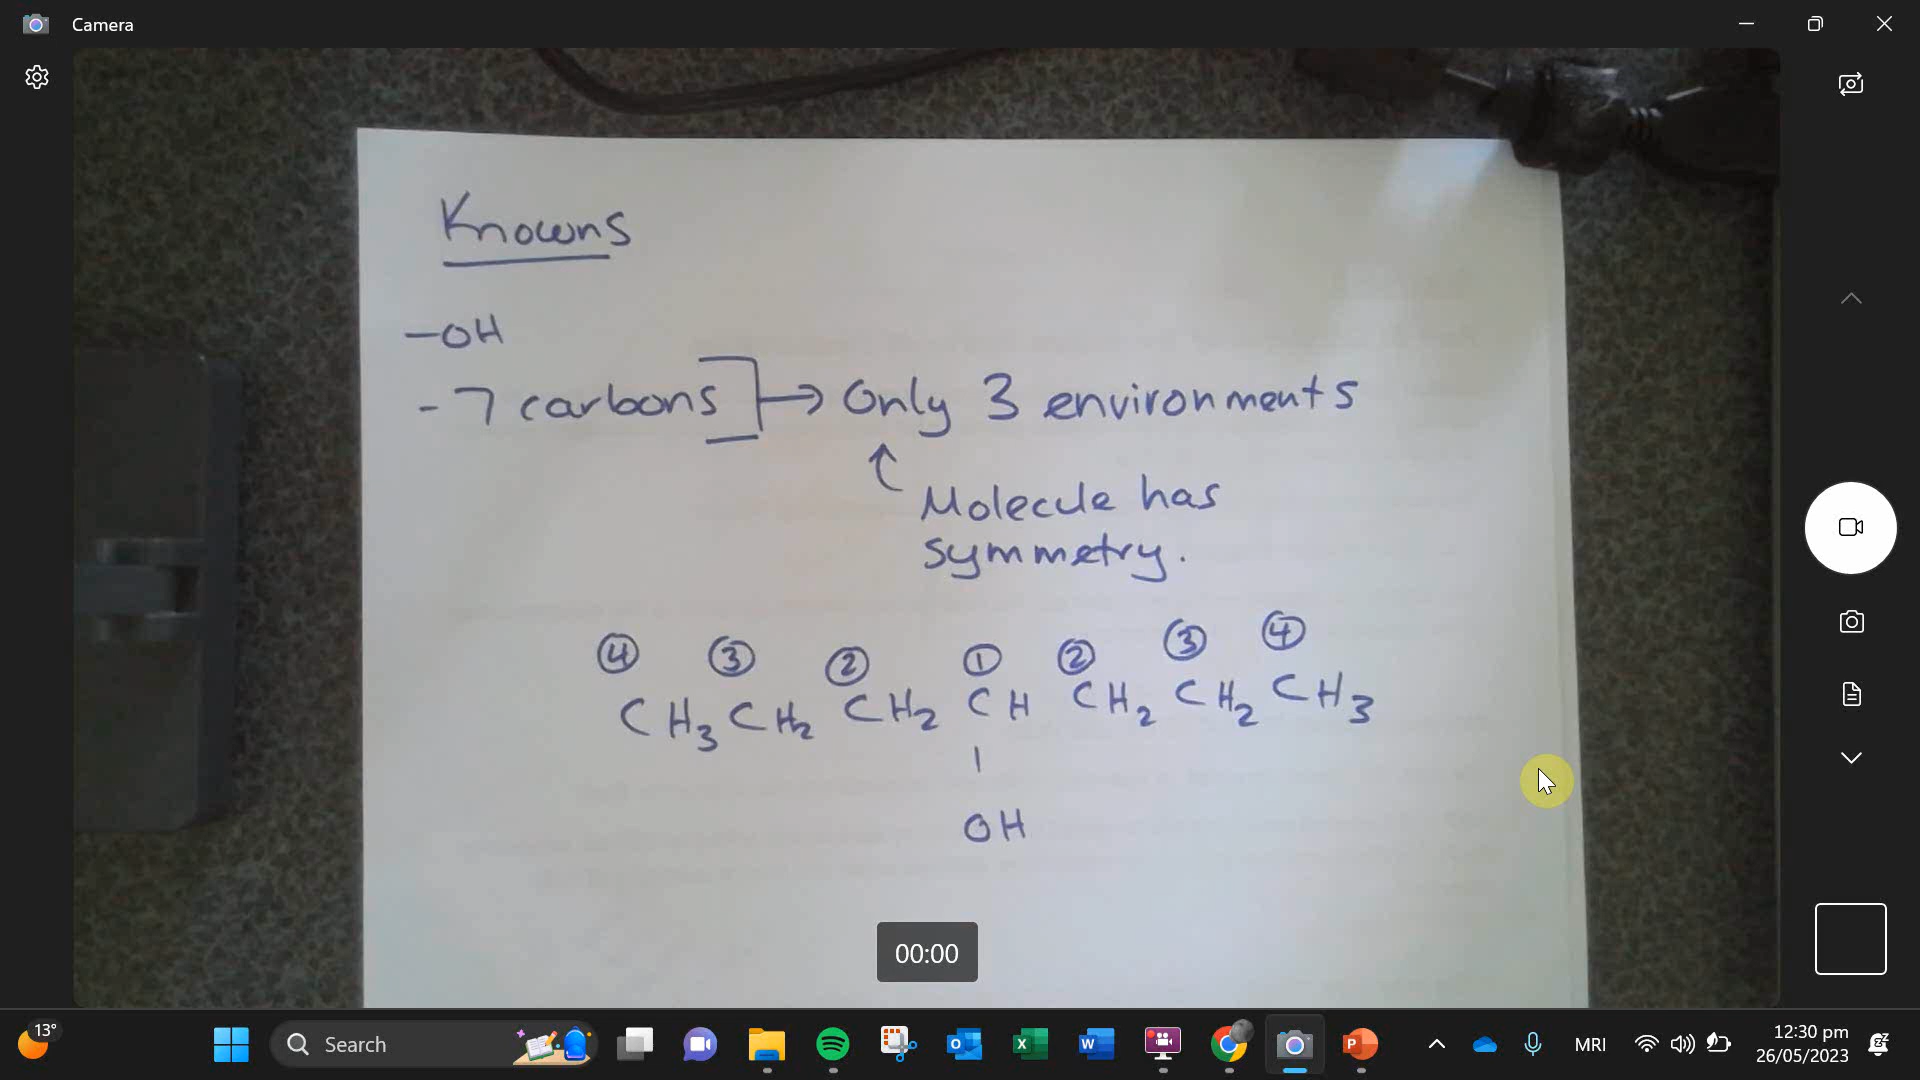 Camera
Knowns
-OH
- 7 carbons → Only 3 environments
Molecule has
symmetry.
④ ③ ② ① ② ③ ④
CH₃ CH₂ CH₂ CH CH₂ CH₂ CH₃
OH
00:00
13°
Search
MRI
12:30 pm
26/05/2023